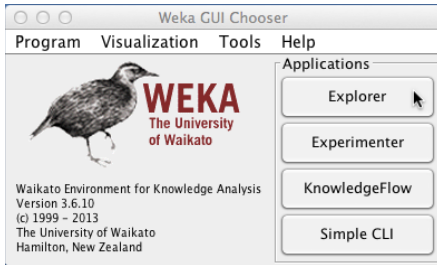 Weka GUI Chooser
Program Visualization Tools Help
Applications
WEKA
The University
of Waikato
Explorer
Experimenter
KnowledgeFlow
Simple CLI
Waikato Environment for Knowledge Analysis
Version 3.6.10
(c) 1999 – 2013
The University of Waikato
Hamilton, New Zealand